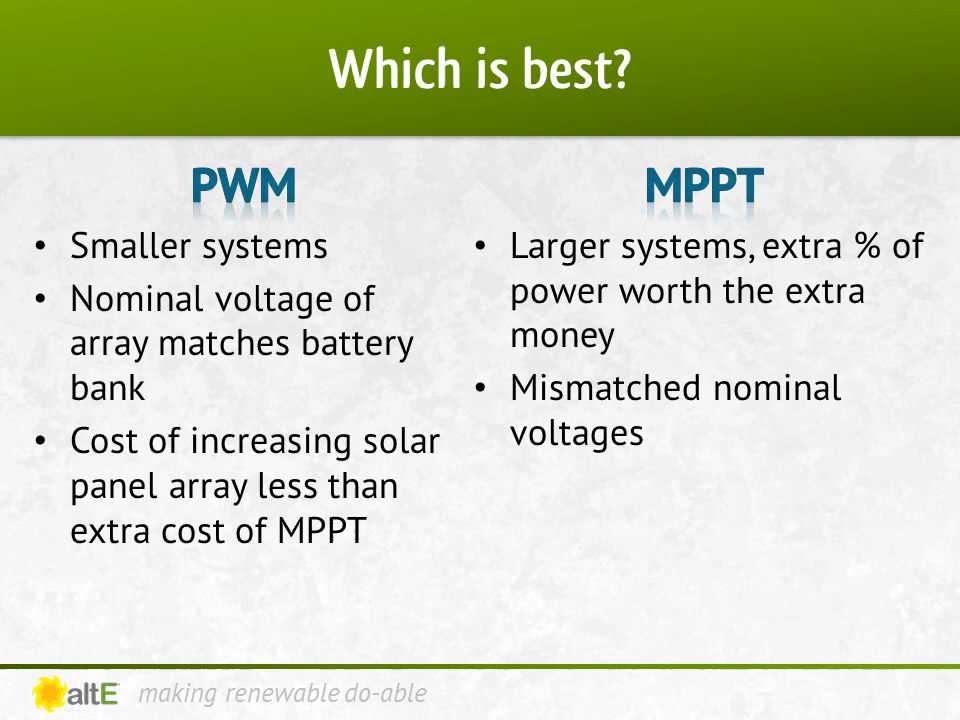 Which is best?
PWM
• Smaller systems
• Nominal voltage of
array matches battery
bank
• Cost of increasing solar
panel array less than
extra cost of MPPT
MPPT
• Larger systems, extra % of
power worth the extra
money
• Mismatched nominal
voltages
altE making renewable do-able